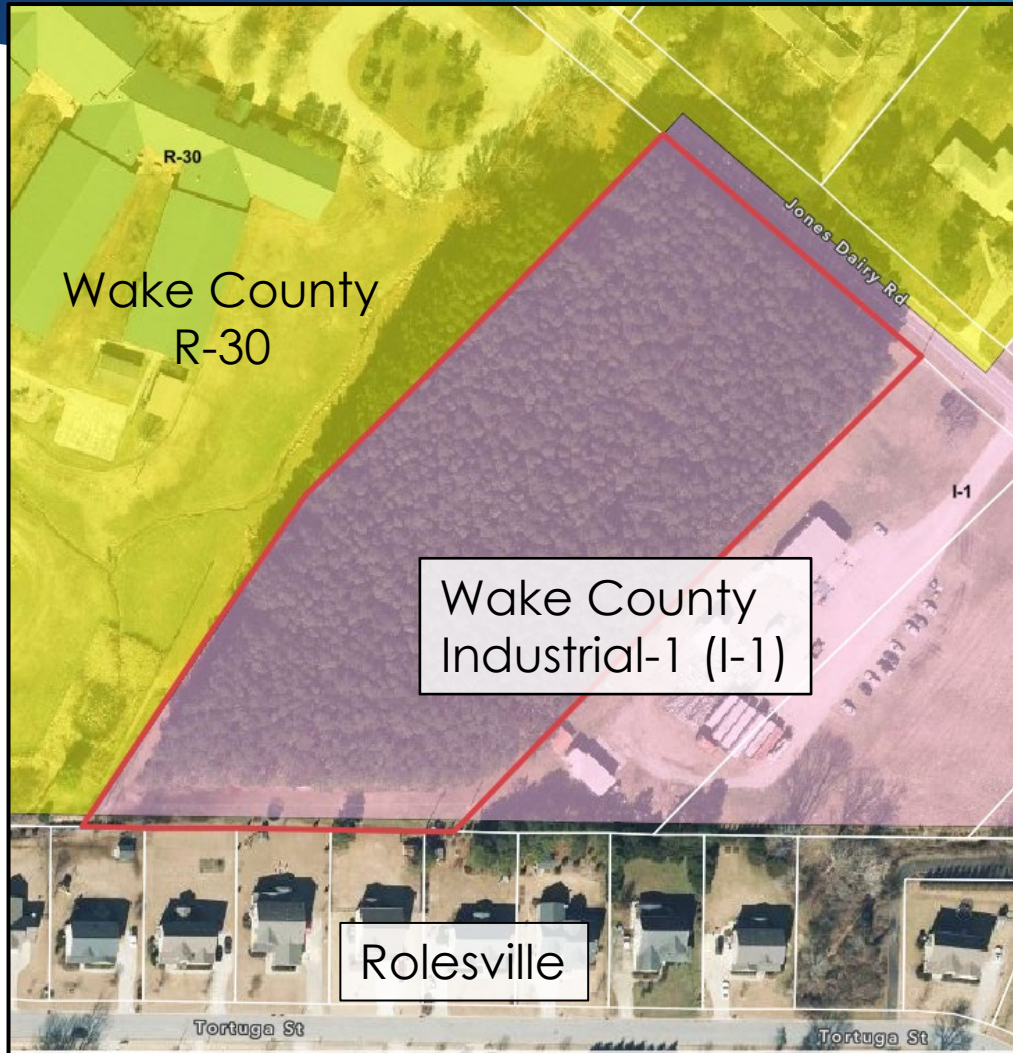 R-30
Wake County
R-30
Jones Dairy Rd
I-1
Wake County
Industrial-1 (I-1)
Rolesville
Tortuga St
Tortuga St